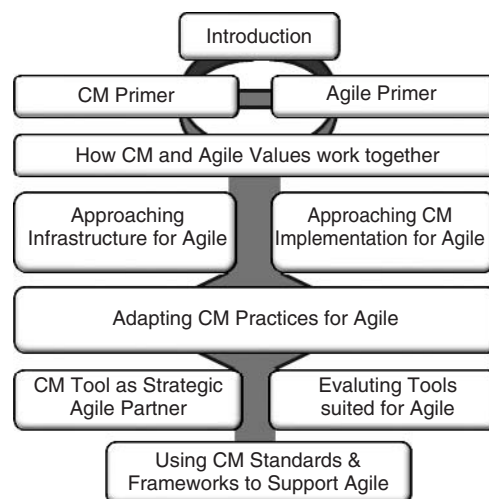 Introduction
CM Primer
Agile Primer
How CM and Agile Values work together
Approaching
Infrastructure for Agile
Approaching CM
Implementation for Agile
Adapting CM Practices for Agile
CM Tool as Strategic
Agile Partner
Evaluting Tools
suited for Agile
Using CM Standards &
Frameworks to Support Agile